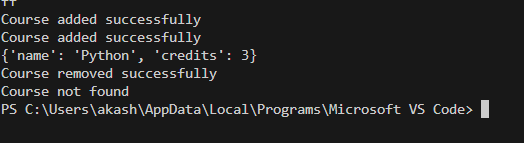 Course added successfully
Course added successfully
{'name': 'Python', 'credits': 3}
Course removed successfully
Course not found
PS C:\Users\akash\AppData\Local\Programs\Microsoft VS Code>